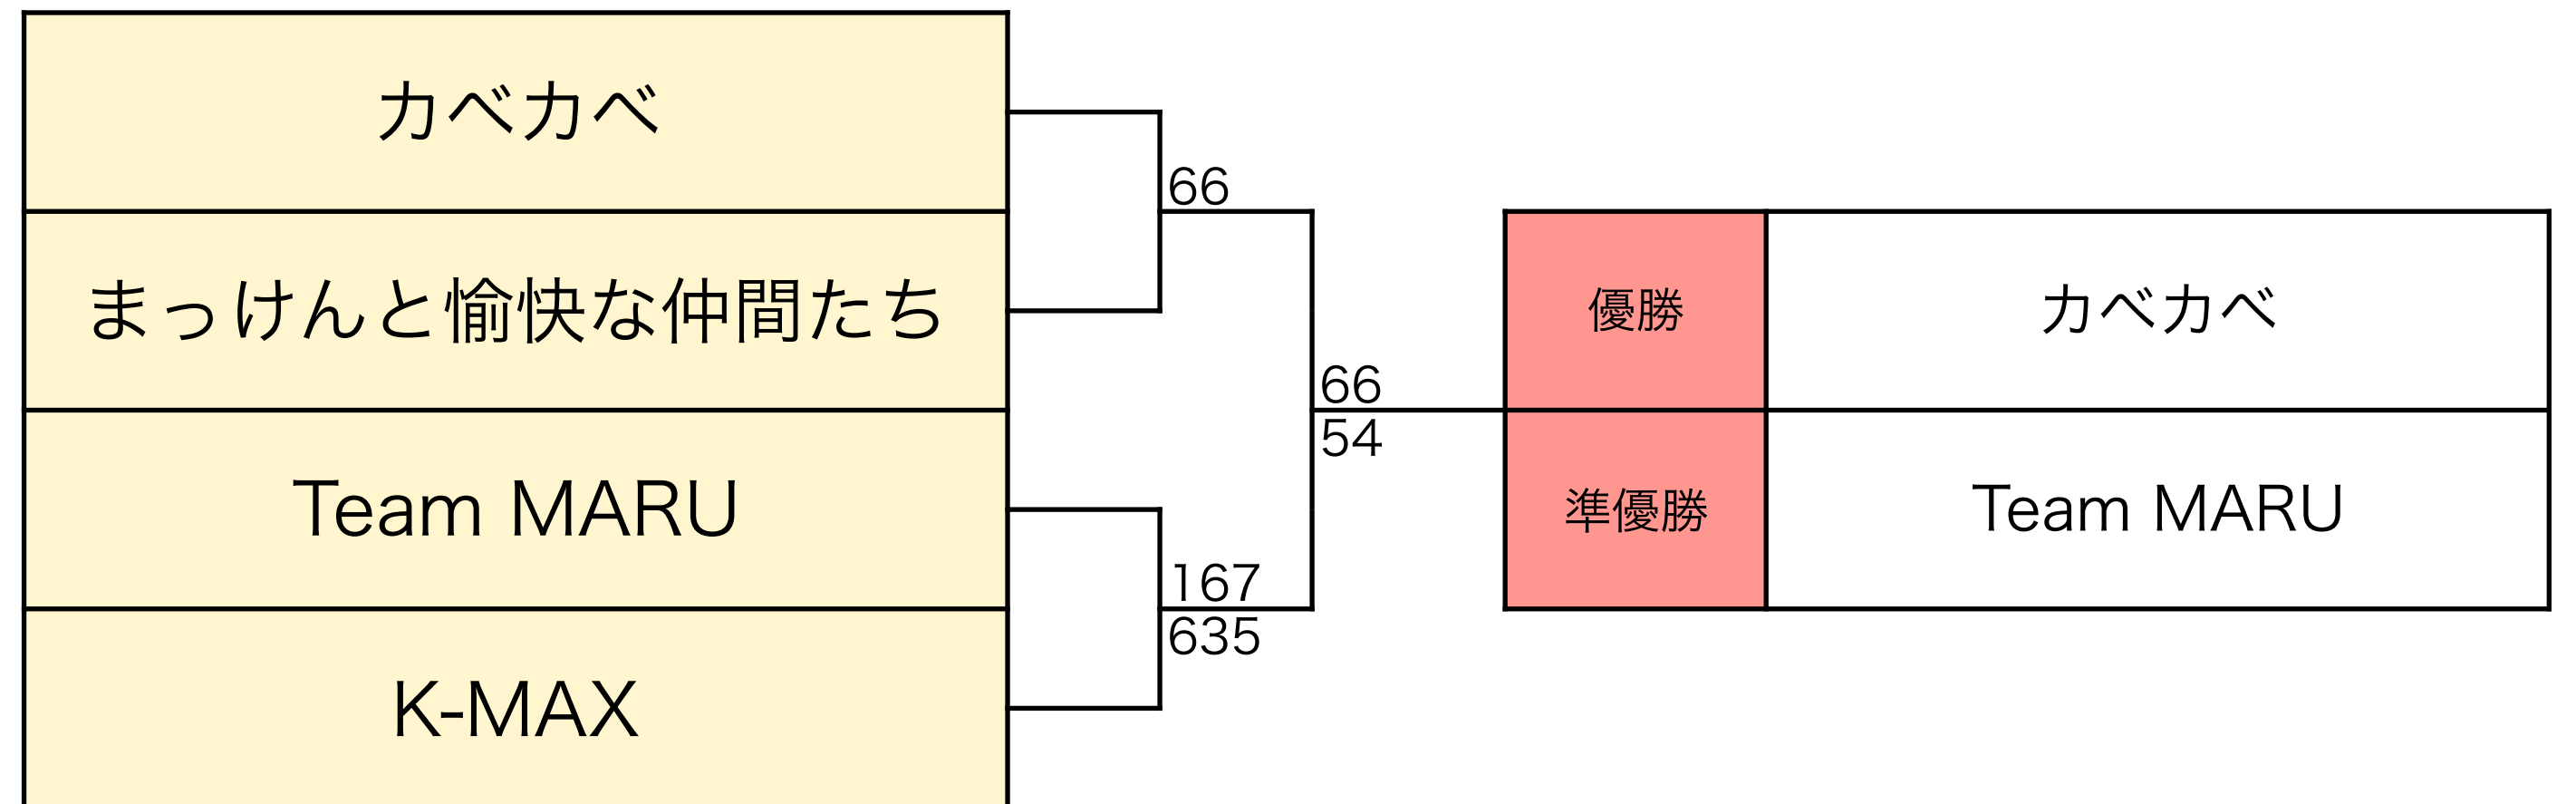 カベカベ
66
まっけんと愉快な仲間たち
優勝
カベカベ
66
54
Team MARU
準優勝
Team MARU
167
635
K-MAX